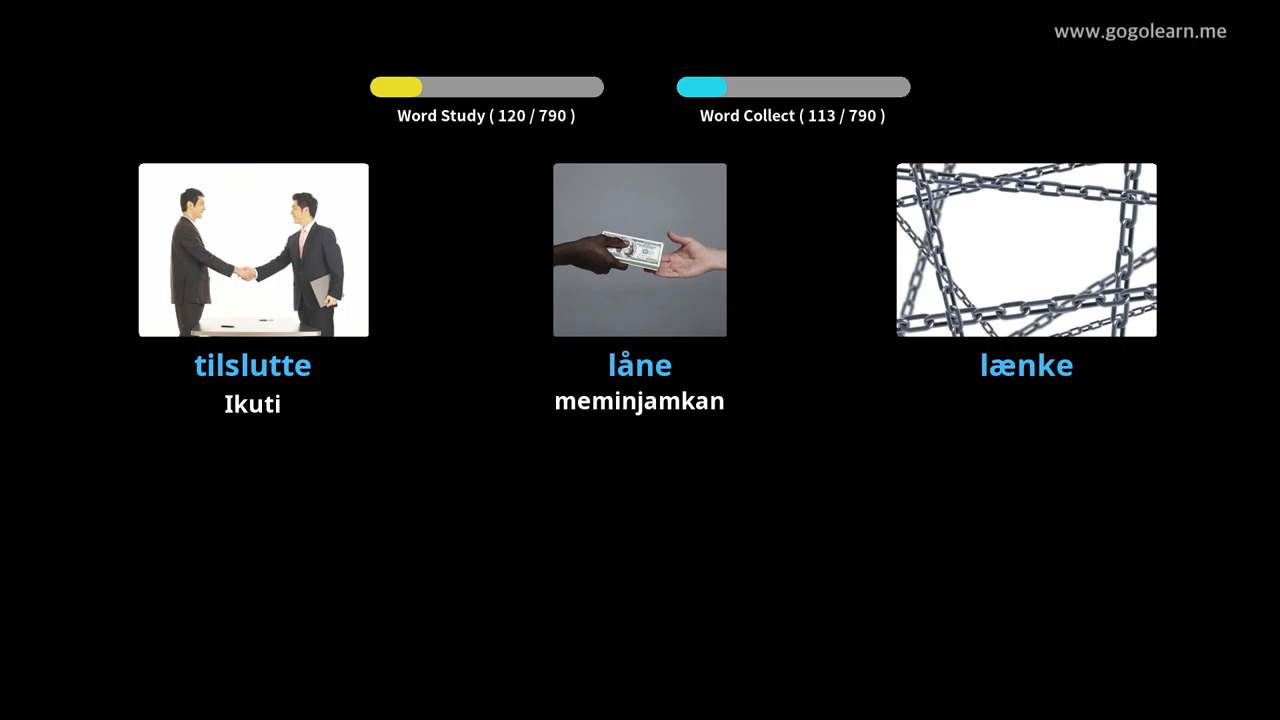 www.gogolearn.me
Word Study ( 120 / 790 )
Word Collect ( 113 / 790 )
tilslutte
låne
lænke
Ikuti
meminjamkan